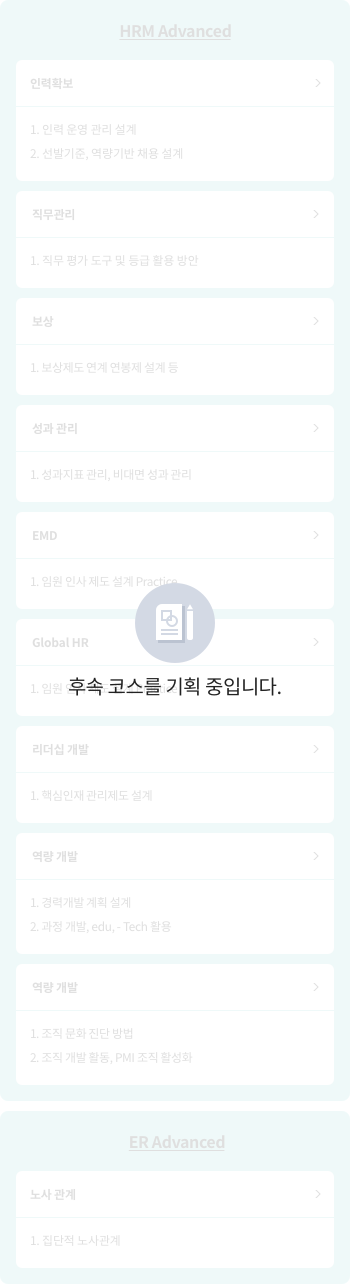 HRM Advanced
인력확보
1. 인력 운영 관리 설계
2. 선발기준, 역량기반 채용 설계
직무관리
1. 직무 평가 도구 및 등급 활용 방안
보상
1. 보상제도 연계 연봉제 설계 등
성과 관리
1. 성과지표 관리, 비대면 성과 관리
EMD
1. 임원 인사 제도 설계 Practice
Global HR
1. 임원
후속 코스를 기획 중입니다.
리더십 개발
1. 핵심인재 관리제도 설계
역량 개발
1. 경력개발 계획 설계
2. 과정 개발, edu, - Tech 활용
역량 개발
1. 조직 문화 진단 방법
2. 조직 개발 활동, PMI 조직 활성화
ER Advanced
노사 관계
1. 집단적 노사관계